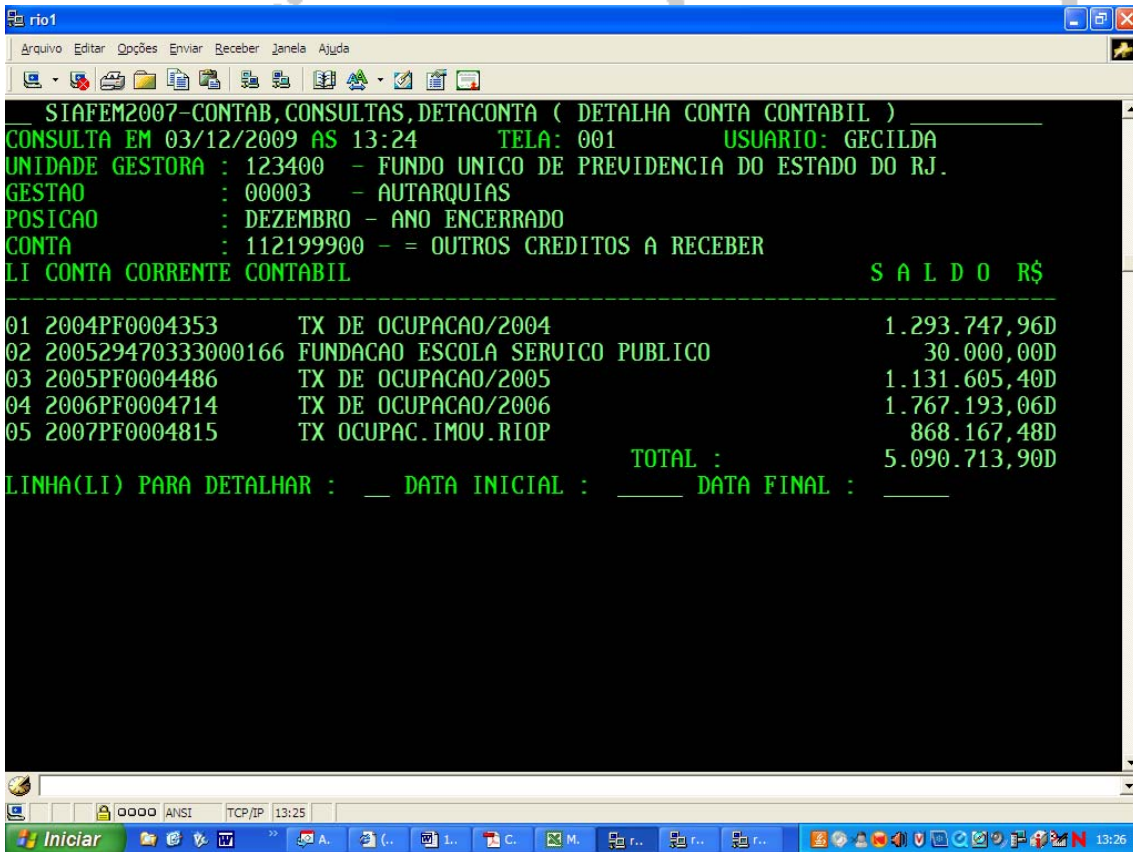 rio1
Arquivo Editar Opções Enviar Receber Janela Ajuda
__ SIAFEM2007-CONTAB,CONSULTAS,DETACONTA ( DETALHA CONTA CONTABIL ) __________
CONSULTA EM 03/12/2009 AS 13:24 TELA: 001 USUARIO: GECILDA
UNIDADE GESTORA : 123400 - FUNDO UNICO DE PREVIDENCIA DO ESTADO DO RJ.
GESTAO : 00003 - AUTARQUIAS
POSICAO : DEZEMBRO - ANO ENCERRADO
CONTA : 112199900 - = OUTROS CREDITOS A RECEBER
LI CONTA CORRENTE CONTABIL S A L D O R$
01 2004PF0004353 TX DE OCUPACAO/2004 1.293.747,96D
02 200529470333000166 FUNDACAO ESCOLA SERVICO PUBLICO 30.000,00D
03 2005PF0004486 TX DE OCUPACAO/2005 1.131.605,40D
04 2006PF0004714 TX DE OCUPACAO/2006 1.767.193,06D
05 2007PF0004815 TX OCUPAC.IMOV.RIOP 868.167,48D
TOTAL : 5.090.713,90D
LINHA(LI) PARA DETALHAR : __ DATA INICIAL : _____ DATA FINAL : _____
0000 ANSI TCP/IP 13:25
Iniciar » A. (.. 1.. C. M. r.. r.. r.. 13:26